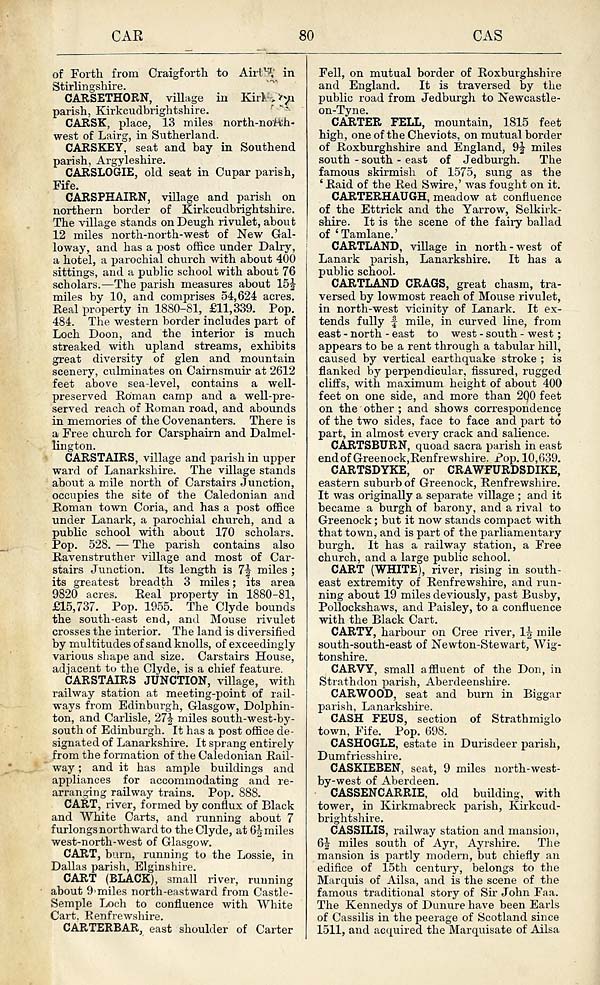 CAR 80 CAS
of Forth from Craigforth to in
Stirlingshire.
CARSETHORN, village in
parish, Kirkcudbrightshire.
CARSK, place, 13 miles north-north-
west of Lairg, in Sutherland.
CARSKEY, seat and bay in Southend
parish, Argyleshire.
CARSLOGIE, old seat in Cupar parish,
Fife.
CARSPHAIRN, village and parish on
northern border of Kirkcudbrightshire.
The village stands on Deugh rivulet, about
12 miles north-north-west of New Gal-
loway, and has a post office under Dalry,
a hotel, a parochial church with about 400
sittings, and a public school with about 76
scholars.—The parish measures about 15½
miles by 10, and comprises 54,624 acres.
Real property in 1880-81, £11,339. Pop.
484. The western border includes part of
Loch Doon, and the interior is much
streaked with upland streams, exhibits
great diversity of glen and mountain
scenery, culminates on Cairnsmuir at 2612
feet above sea-level, contains a well-
preserved Roman camp and a well-pre-
served reach of Roman road, and abounds
in memories of the Covenanters. There is
a Free church for Carsphairn and Dalmel-
lington.
CARSTAIRS, village and parish in upper
ward of Lanarkshire. The village stands
about a mile north of Carstairs Junction,
occupies the site of the Caledonian and
Roman town Coria, and has a post office
under Lanark, a parochial church, and a
public school with about 170 scholars.
Pop. 528. — The parish contains also
Ravenstruther village and most of Car-
stairs Junction. Its length is 7½ miles ;
its greatest breadth 3 miles ; its area
9820 acres. Real property in 1880-81,
£15,737. Pop. 1955. The Clyde bounds
the south-east end, and Mouse rivulet
crosses the interior. The land is diversified
by multitudes of sand knolls, of exceedingly
various shape and size. Carstairs House,
adjacent to the Clyde, is a chief feature.
CARSTAIRS JUNCTION, village, with
railway station at meeting-point of rail-
ways from Edinburgh, Glasgow, Dolphin-
ton, and Carlisle, 27½ miles south-west-by-
south of Edinburgh. It has a post office de-
signated of Lanarkshire. It sprang entirely
from the formation of the Caledonian Rail-
way ; and it has ample buildings and
appliances for accommodating and re-
arranging railway trains. Pop. 888.
CART, river, formed by conflux of Black
and White Carts, and running about 7
furlongs northward to the Clyde, at 6½ miles
west-north-west of Glasgow.
CART, burn, running to the Lossie, in
Dallas parish, Elginshire.
CART (BLACK), small river, running
about 9 miles north-eastward from Castle-
Semple Loch to confluence with White
Cart, Renfrewshire.
CARTERBAR, east shoulder of Carter
Fell, on mutual border of Roxburghshire
and England. It is traversed by the
public road from Jedburgh to Newcastle-
on-Tyne.
CARTER FELL, mountain, 1815 feet
high, one of the Cheviots, on mutual border
of Roxburghshire and England, 9½ miles
south - south - east of Jedburgh. The
famous skirmish of 1575, sung as the
‘Raid of the Red Swire,’ was fought on it.
CARTERHAUGH, meadow at confluence
of the Ettrick and the Yarrow, Selkirk-
shire. It is the scene of the fairy ballad
of ‘Tamlane.’
CARTLAND, village in north - west of
Lanark parish, Lanarkshire. It has a
public school.
CARTLAND CRAGS, great chasm, tra-
versed by lowmost reach of Mouse rivulet,
in north-west vicinity of Lanark. It ex-
tends fully ¾ mile, in curved line, from
east - north - east to west - south - west ;
appears to be a rent through a tabular hill,
caused by vertical earthquake stroke ; is
flanked by perpendicular, fissured, rugged
cliffs, with maximum height of about 400
feet on one side, and more than 200 feet
on the other ; and shows correspondence
of the two sides, face to face and part to
part, in almost every crack and salience.
CARTSBURN, quoad sacra parish in east
end of Greenock, Renfrewshire. Pop. 10,639.
CARTSDYKE, or CRAWFURDSDIKE,
eastern suburb of Greenock, Renfrewshire.
It was originally a separate village ; and it
became a burgh of barony, and a rival to
Greenock ; but it now stands compact with
that town, and is part of the parliamentary
burgh. It has a railway station, a Free
church, and a large public school.
CART (WHITE), river, rising in south-
east extremity of Renfrewshire, and run-
ning about 19 miles deviously, past Busby,
Pollockshaws, and Paisley, to a confluence
with the Black Cart.
CARTY, harbour on Cree river, 1½ mile
south-south-east of Newton-Stewart, Wig-
tonshire.
CARVY, small affluent of the Don, in
Strathdon parish, Aberdeenshire.
CARWOOD, seat and burn in Biggar
parish, Lanarkshire.
CASH FEUS, section of Strathmiglo
town, Fife. Pop. 698.
CASHOGLE, estate in Durisdeer parish,
Dumfriesshire.
CASKIEBEN, seat, 9 miles north-west-
by-west of Aberdeen.
CASSENCARRIE, old building, with
tower, in Kirkmabreck parish, Kirkcud-
brightshire.
CASSILIS, railway station and mansion,
6½ miles south of Ayr, Ayrshire. The
mansion is partly modern, but chiefly an
edifice of 15th century, belongs to the
Marquis of Ailsa, and is the scene of the
famous traditional story of Sir John Faa.
The Kennedys of Dunure have been Earls
of Cassilis in the peerage of Scotland since
1511, and acquired the Marquisate of Ailsa